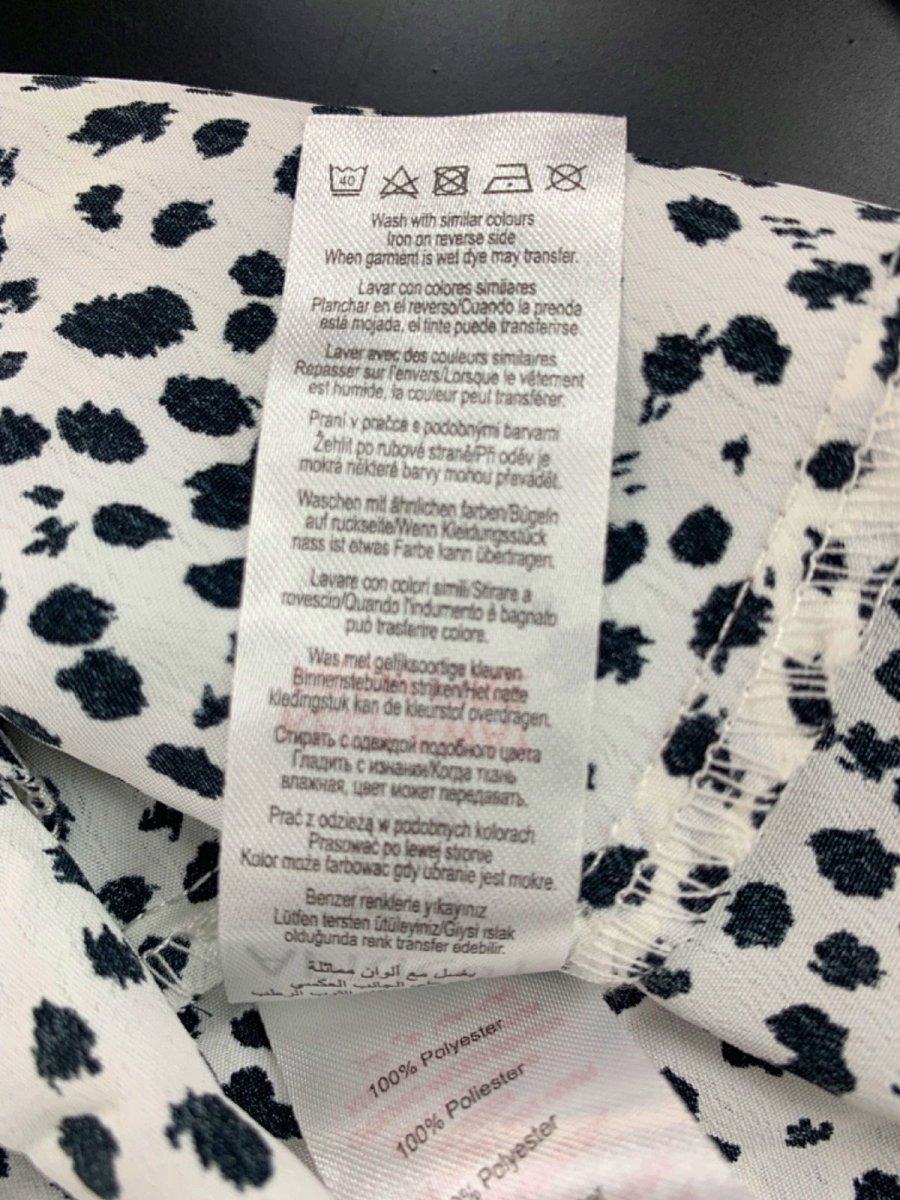 40
Wash with similar colours
Iron on reverse side
When garment is wet dye may transfer.
Lavar con colores similares
Planchar en el reverso/Cuando la prenda
está mojada, el tinte puede transferirse
Laver avec des couleurs similaires
Repasser sur l'envers/Lorsque le vêtement
est humide, la couleur peut transférer.
Praní v pračce s podobnými barvami
Žehlit po rubové straně/Při oděv je
mokrá některé barvy mohou převádět.
Waschen mit ähnlichen farben/Bügeln
auf ruckseite/Wenn Kleidungsstück
nass ist etwas Farbe kann übertragen.
Lavare con colori simili/Stirare a
rovescio/Quando l'indumento è bagnato
può trasferire colore.
Was met gelijksoortige kleuren
Binnenstebuiten strijken/Het natte
kledingstuk kan de kleurstof overdragen.
Стирать с одеждой подобного цвета
Гладить с изнанки/Когда ткань
влажная, цвет может передавать.
Prać z odzieżą w podobnych kolorach
Prasować po lewej stronie
Kolor może farbować gdy ubranie jest mokre.
Benzer renklerle yıkayınız
Lütfen tersten ütüleyiniz/Giysi ıslak
olduğunda renk transfer edebilir.
يغسل مع ألوان مماثلة
الجانب العكسي
100% Polyester
100% Poliester
% Polyester